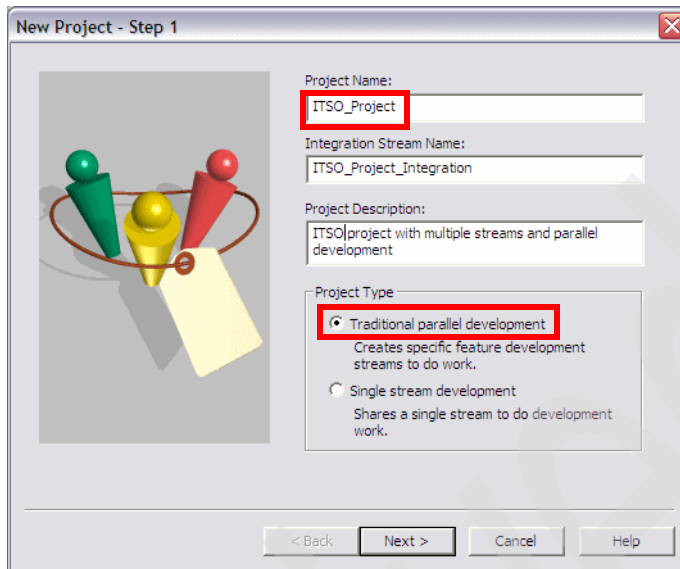 New Project - Step 1
Project Name:
ITSO_Project
Integration Stream Name:
ITSO_Project_Integration
Project Description:
ITSO project with multiple streams and parallel
development
Project Type
Traditional parallel development
Creates specific feature development
streams to do work.
Single stream development
Shares a single stream to do development
work.
< Back
Next >
Cancel
Help